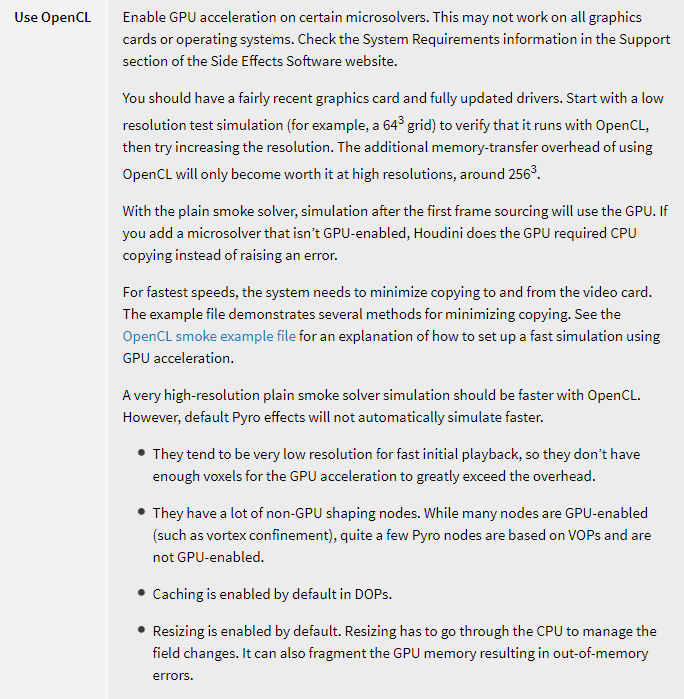 Use OpenCL
Enable GPU acceleration on certain microsolvers. This may not work on all graphics
cards or operating systems. Check the System Requirements information in the Support
section of the Side Effects Software website.
You should have a fairly recent graphics card and fully updated drivers. Start with a low
resolution test simulation (for example, a 64³ grid) to verify that it runs with OpenCL,
then try increasing the resolution. The additional memory-transfer overhead of using
OpenCL will only become worth it at high resolutions, around 256³.
With the plain smoke solver, simulation after the first frame sourcing will use the GPU. If
you add a microsolver that isn't GPU-enabled, Houdini does the GPU required CPU
copying instead of raising an error.
For fastest speeds, the system needs to minimize copying to and from the video card.
The example file demonstrates several methods for minimizing copying. See the
OpenCL smoke example file for an explanation of how to set up a fast simulation using
GPU acceleration.
A very high-resolution plain smoke solver simulation should be faster with OpenCL.
However, default Pyro effects will not automatically simulate faster.
• They tend to be very low resolution for fast initial playback, so they don't have
enough voxels for the GPU acceleration to greatly exceed the overhead.
• They have a lot of non-GPU shaping nodes. While many nodes are GPU-enabled
(such as vortex confinement), quite a few Pyro nodes are based on VOPs and are
not GPU-enabled.
• Caching is enabled by default in DOPs.
• Resizing is enabled by default. Resizing has to go through the CPU to manage the
field changes. It can also fragment the GPU memory resulting in out-of-memory
errors.